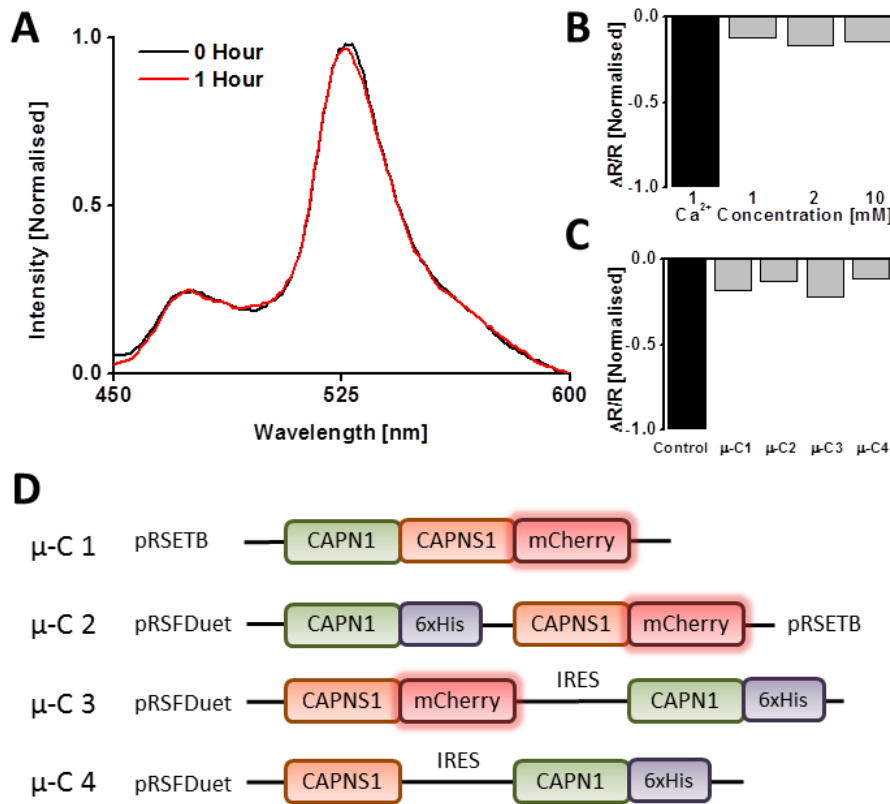 A
1.0
0.5
0.0
Intensity [Normalised]
0 Hour
1 Hour
450 525 600
Wavelength [nm]
B
0.0
-0.5
-1.0
ΔR/R [Normalised]
1 1 2 10
Ca²⁺ Concentration [mM]
C
0.0
-0.5
-1.0
ΔR/R [Normalised]
Control μ-C1 μ-C2 μ-C3 μ-C4
D
μ-C 1 pRSETB CAPN1 CAPNS1 mCherry
μ-C 2 pRSFDuet CAPN1 6xHis CAPNS1 mCherry pRSETB
μ-C 3 pRSFDuet CAPNS1 mCherry IRES CAPN1 6xHis
μ-C 4 pRSFDuet CAPNS1 IRES CAPN1 6xHis